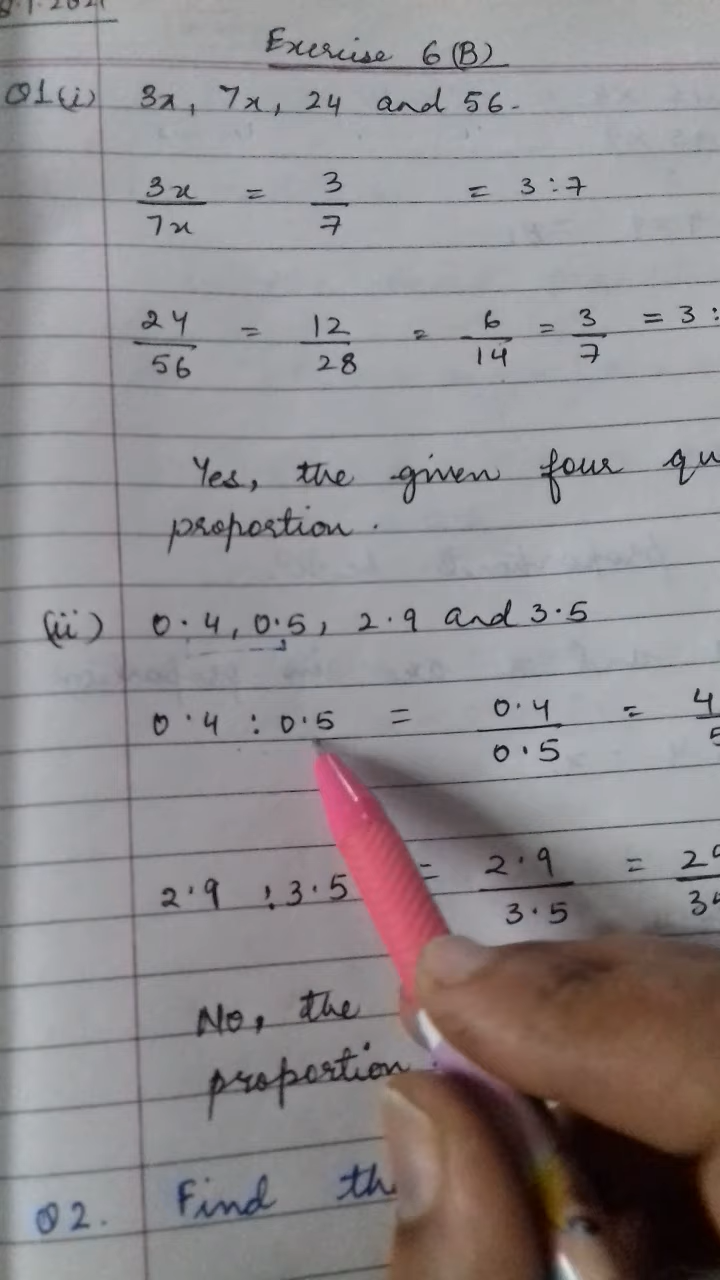 Exercise 6(B)
Q1(i) 3x, 7x, 24 and 56.
3x/7x = 3/7 = 3:7
24/56 = 12/28 = 6/14 = 3/7 = 3:
Yes, the given four qu
proportion.
(ii) 0.4, 0.5, 2.9 and 3.5
0.4 : 0.5 = 0.4/0.5 = 4/5
2.9 : 3.5 = 2.9/3.5 =
No, the
proportion.
Q2. Find th